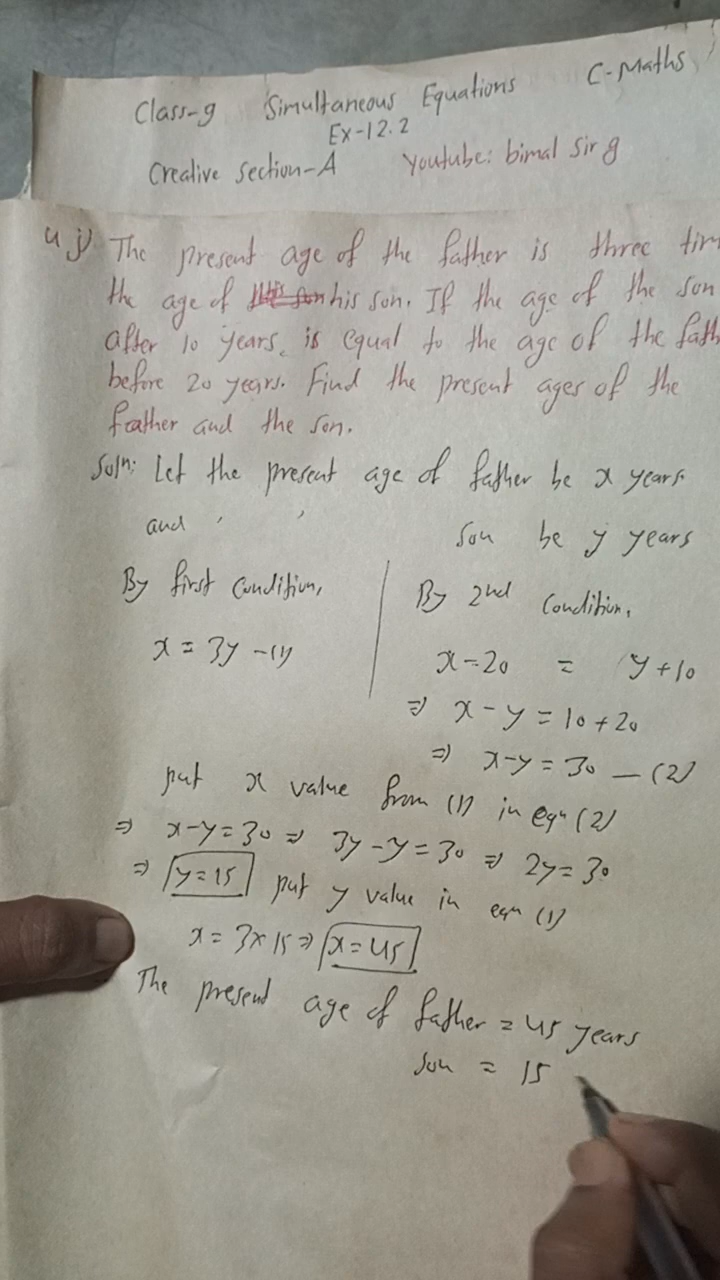 Class-9 Simultaneous Equations C-Maths
Ex-12.2
Creative section-A Youtube: bimal Sir g
4 j) The present age of the father is three tim
the age of his son. If the age of the son
after 10 years, is equal to the age of the fath
before 20 years. Find the present ages of the
father and the son.
Soln: Let the present age of father be x years
and ' ' son be y years
By first Condition,
x = 3y -(1)
By 2nd Condition,
x-20 = y+10
⇒ x-y = 10+20
⇒ x-y = 30 — (2)
put x value from (1) in eqn (2)
⇒ x-y=30 ⇒ 3y-y=30 ⇒ 2y=30
⇒ y=15 put y value in eqn (1)
x = 3×15 ⇒ x=45
The present age of father = 45 years
Son = 15